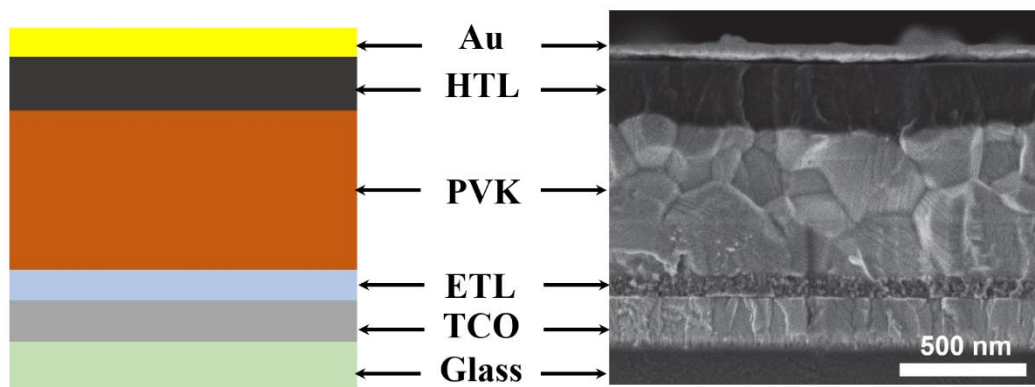 Au
HTL
PVK
ETL
TCO
Glass
500 nm